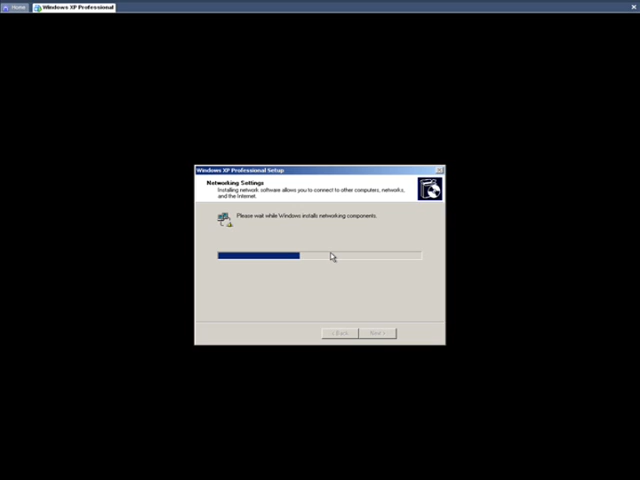 Home
Windows XP Professional
Windows XP Professional Setup
Networking Settings
Installing network software allows you to connect to other computers, networks,
and the Internet.
Please wait while Windows installs networking components.
< Back
Next >